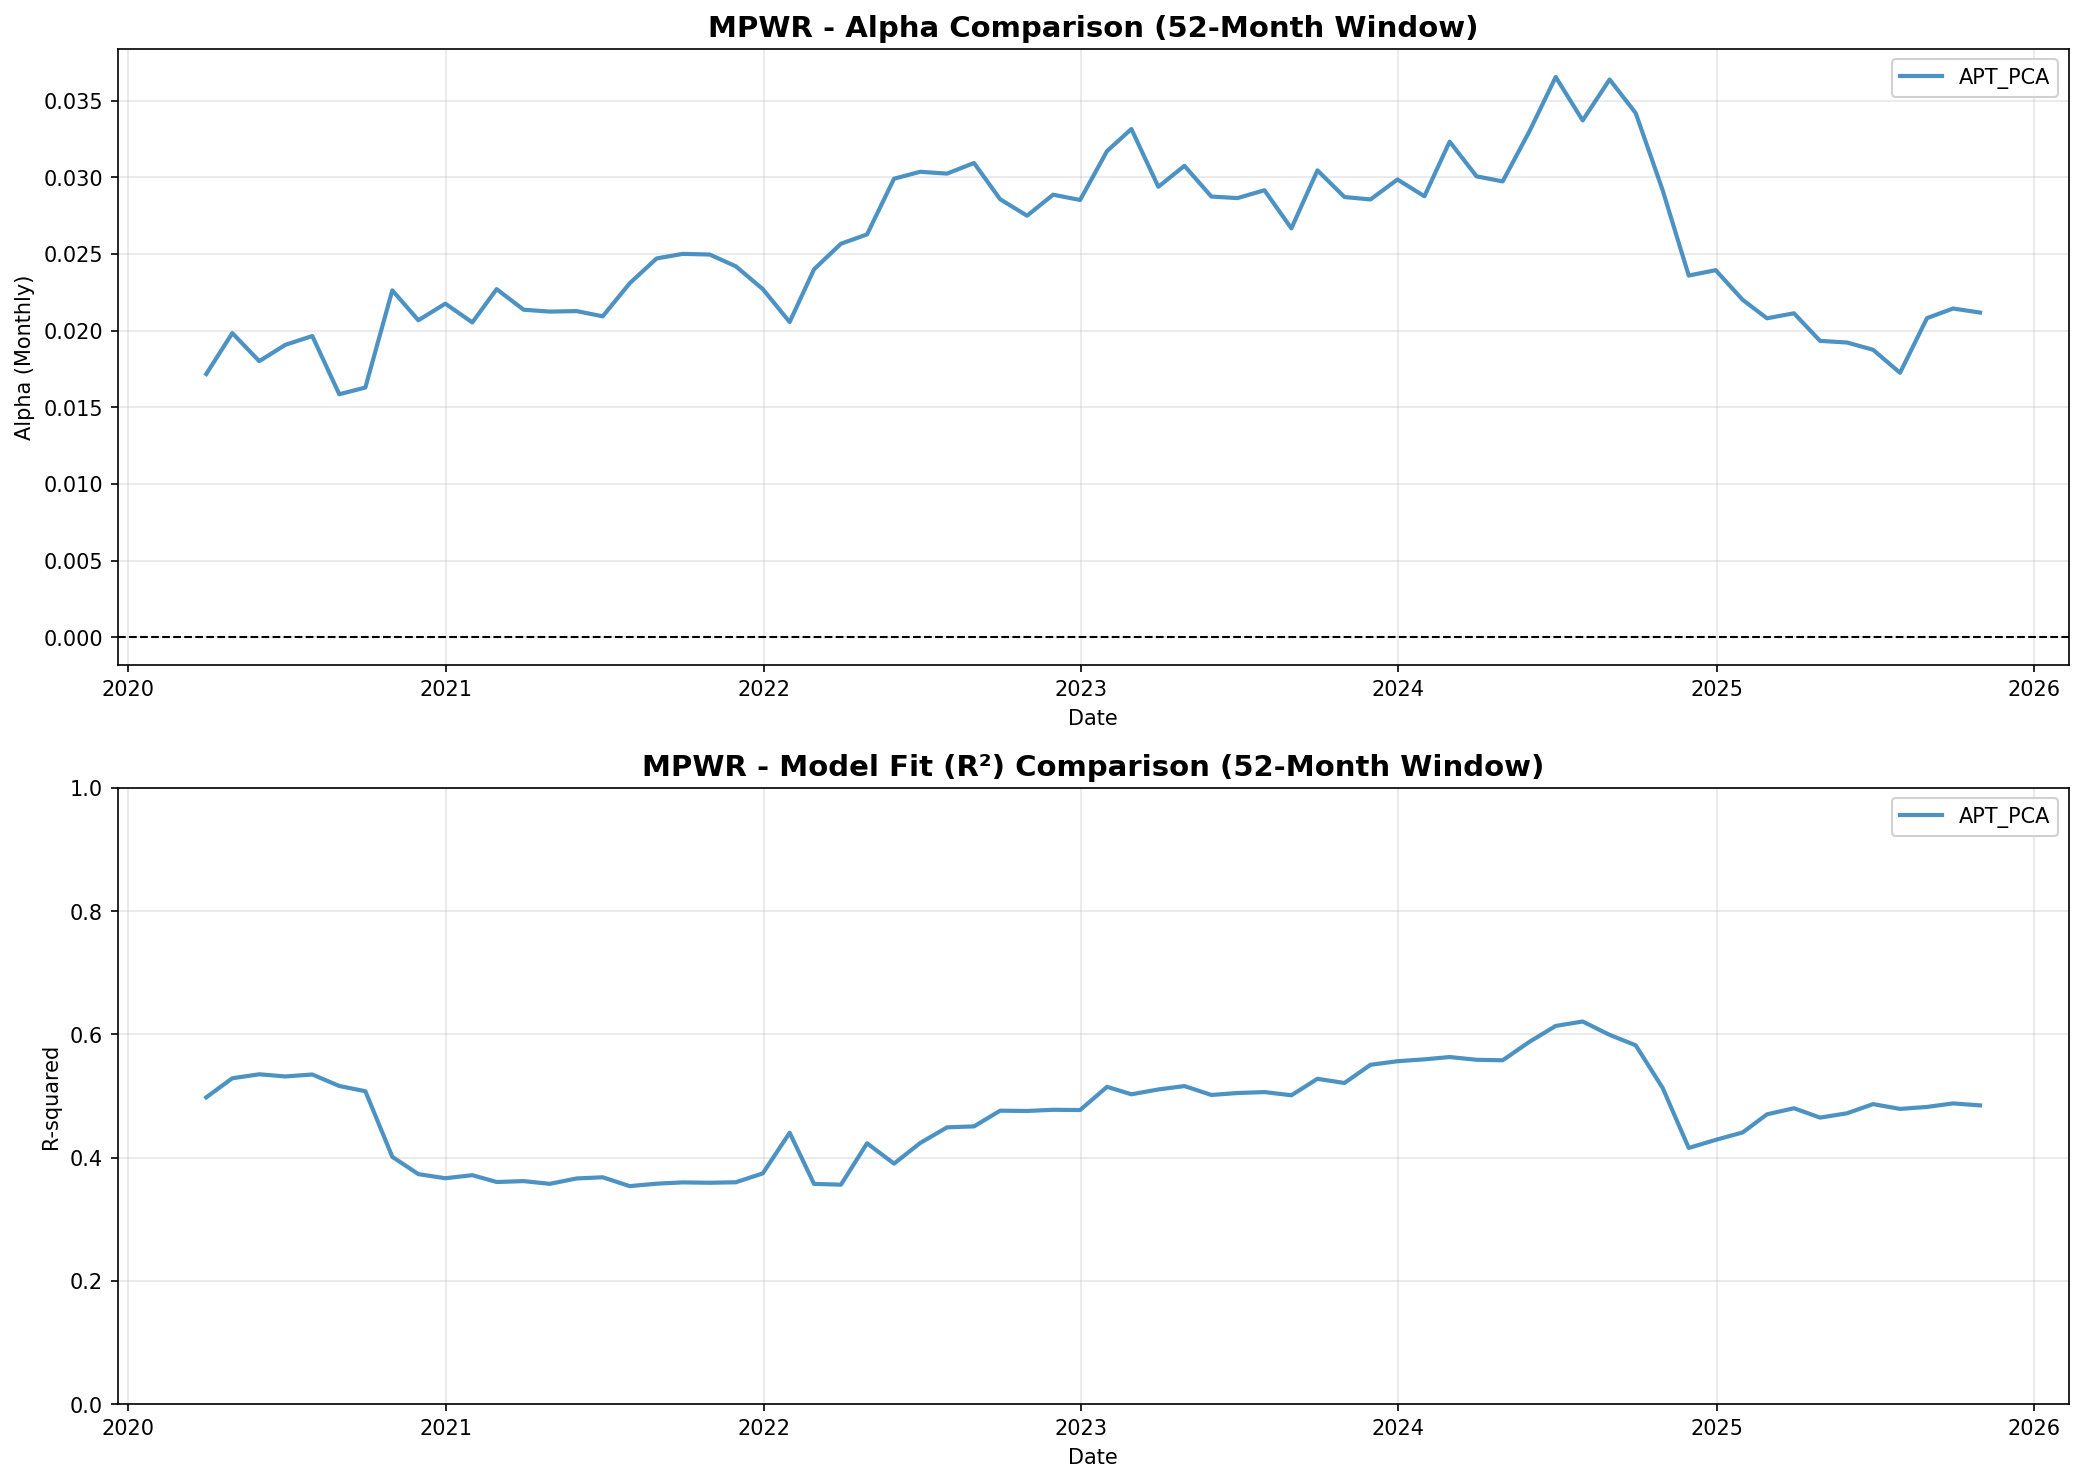 MPWR - Alpha Comparison (52-Month Window)
APT_PCA
0.035
0.030
0.025
0.020
0.015
0.010
0.005
0.000
Alpha (Monthly)
2020 2021 2022 2023 2024 2025 2026
Date
MPWR - Model Fit (R²) Comparison (52-Month Window)
APT_PCA
1.0
0.8
0.6
0.4
0.2
0.0
R-squared
2020 2021 2022 2023 2024 2025 2026
Date